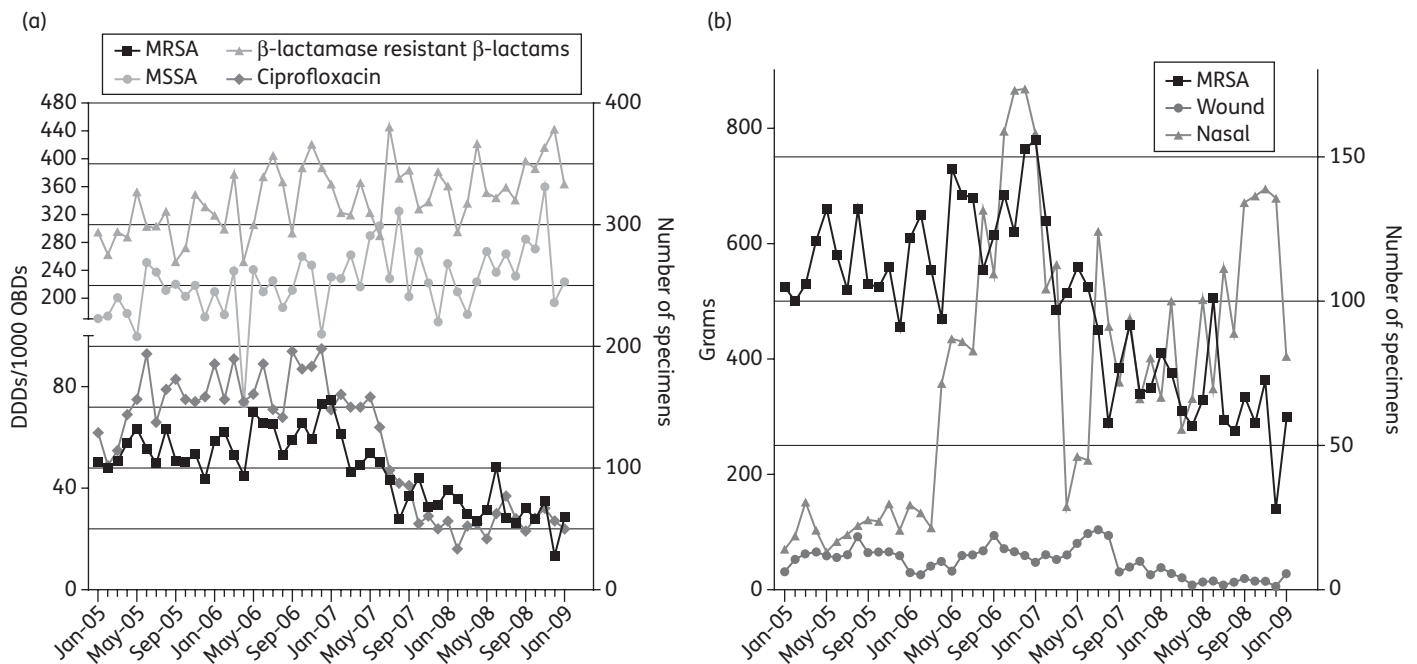 (a)
MRSA
β-lactamase resistant β-lactams
MSSA
Ciprofloxacin
480
440
400
360
320
280
240
200
80
40
0
DDDs/1000 OBDs
400
300
200
100
0
Number of specimens
Jan-05
May-05
Sep-05
Jan-06
May-06
Sep-06
Jan-07
May-07
Sep-07
Jan-08
May-08
Sep-08
Jan-09
(b)
MRSA
Wound
Nasal
800
600
400
200
0
Grams
150
100
50
0
Number of specimens
Jan-05
May-05
Sep-05
Jan-06
May-06
Sep-06
Jan-07
May-07
Sep-07
Jan-08
May-08
Sep-08
Jan-09